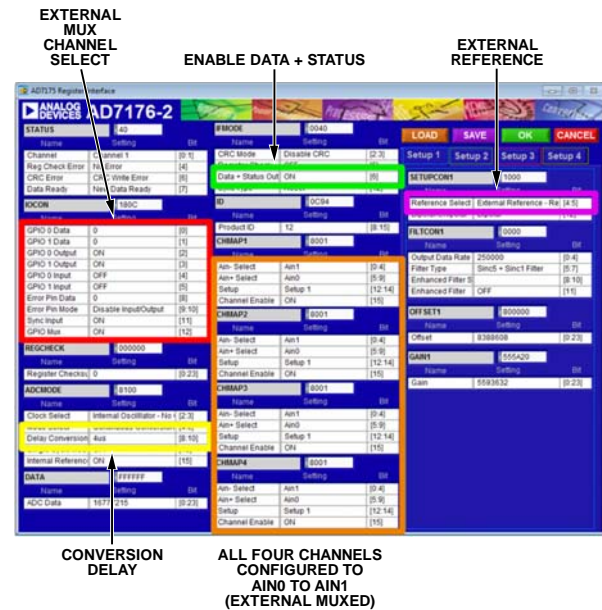 EXTERNAL
MUX
CHANNEL
SELECT
ENABLE DATA + STATUS
EXTERNAL
REFERENCE
AD7175 Register Interface
ANALOG
DEVICES
AD7176-2
STATUS 40
Name Setting Bit
Channel Channel 1 [0:1]
Reg Check Error No Error [4]
CRC Error CRC Write Error [6]
Data Ready New Data Ready [7]
IOCON 180C
GPIO 0 Data 0 [0]
GPIO 1 Data 0 [1]
GPIO 0 Output ON [2]
GPIO 1 Output ON [3]
GPIO 0 Input OFF [4]
GPIO 1 Input OFF [5]
Error Pin Data 0 [8]
Error Pin Mode Disable Input/Output [9:10]
Sync Input ON [11]
GPIO Mux ON [12]
REGCHECK 000000
Name Setting Bit
Register Checksu 0 [0:23]
ADCMODE 8100
Name Setting Bit
Clock Select Internal Oscillator - No [2:3]
Delay Conversion 4us [8:10]
Internal Referenc ON [15]
DATA FFFFFF
Name Setting Bit
ADC Data 16777215 [0:23]
IFMODE 0040
Name Setting Bit
CRC Mode Disable CRC [2:3]
Data + Status Out ON [6]
ID 0C94
Name Setting Bit
Product ID 12 [8:15]
CHMAP1 8001
Name Setting Bit
Ain- Select Ain1 [0:4]
Ain+ Select Ain0 [5:9]
Setup Setup 1 [12:14]
Channel Enable ON [15]
CHMAP2 8001
Name Setting Bit
Ain- Select Ain1 [0:4]
Ain+ Select Ain0 [5:9]
Setup Setup 1 [12:14]
Channel Enable ON [15]
CHMAP3 8001
Name Setting Bit
Ain- Select Ain1 [0:4]
Ain+ Select Ain0 [5:9]
Setup Setup 1 [12:14]
Channel Enable ON [15]
CHMAP4 8001
Name Setting Bit
Ain- Select Ain1 [0:4]
Ain+ Select Ain0 [5:9]
Setup Setup 1 [12:14]
Channel Enable ON [15]
LOAD SAVE OK CANCEL
Setup 1 Setup 2 Setup 3 Setup 4
SETUPCON1 1000
Reference Select External Reference - Re [4:5]
FILTCON1 0000
Name Setting Bit
Output Data Rate 250000 [0:4]
Filter Type Sinc5 + Sinc1 Filter [5:7]
Enhanced Filter S [8:10]
Enhanced Filter OFF [11]
OFFSET1 800000
Name Setting Bit
Offset 8388608 [0:23]
GAIN1 555A20
Name Setting Bit
Gain 5593632 [0:23]
CONVERSION
DELAY
ALL FOUR CHANNELS
CONFIGURED TO
AIN0 TO AIN1
(EXTERNAL MUXED)